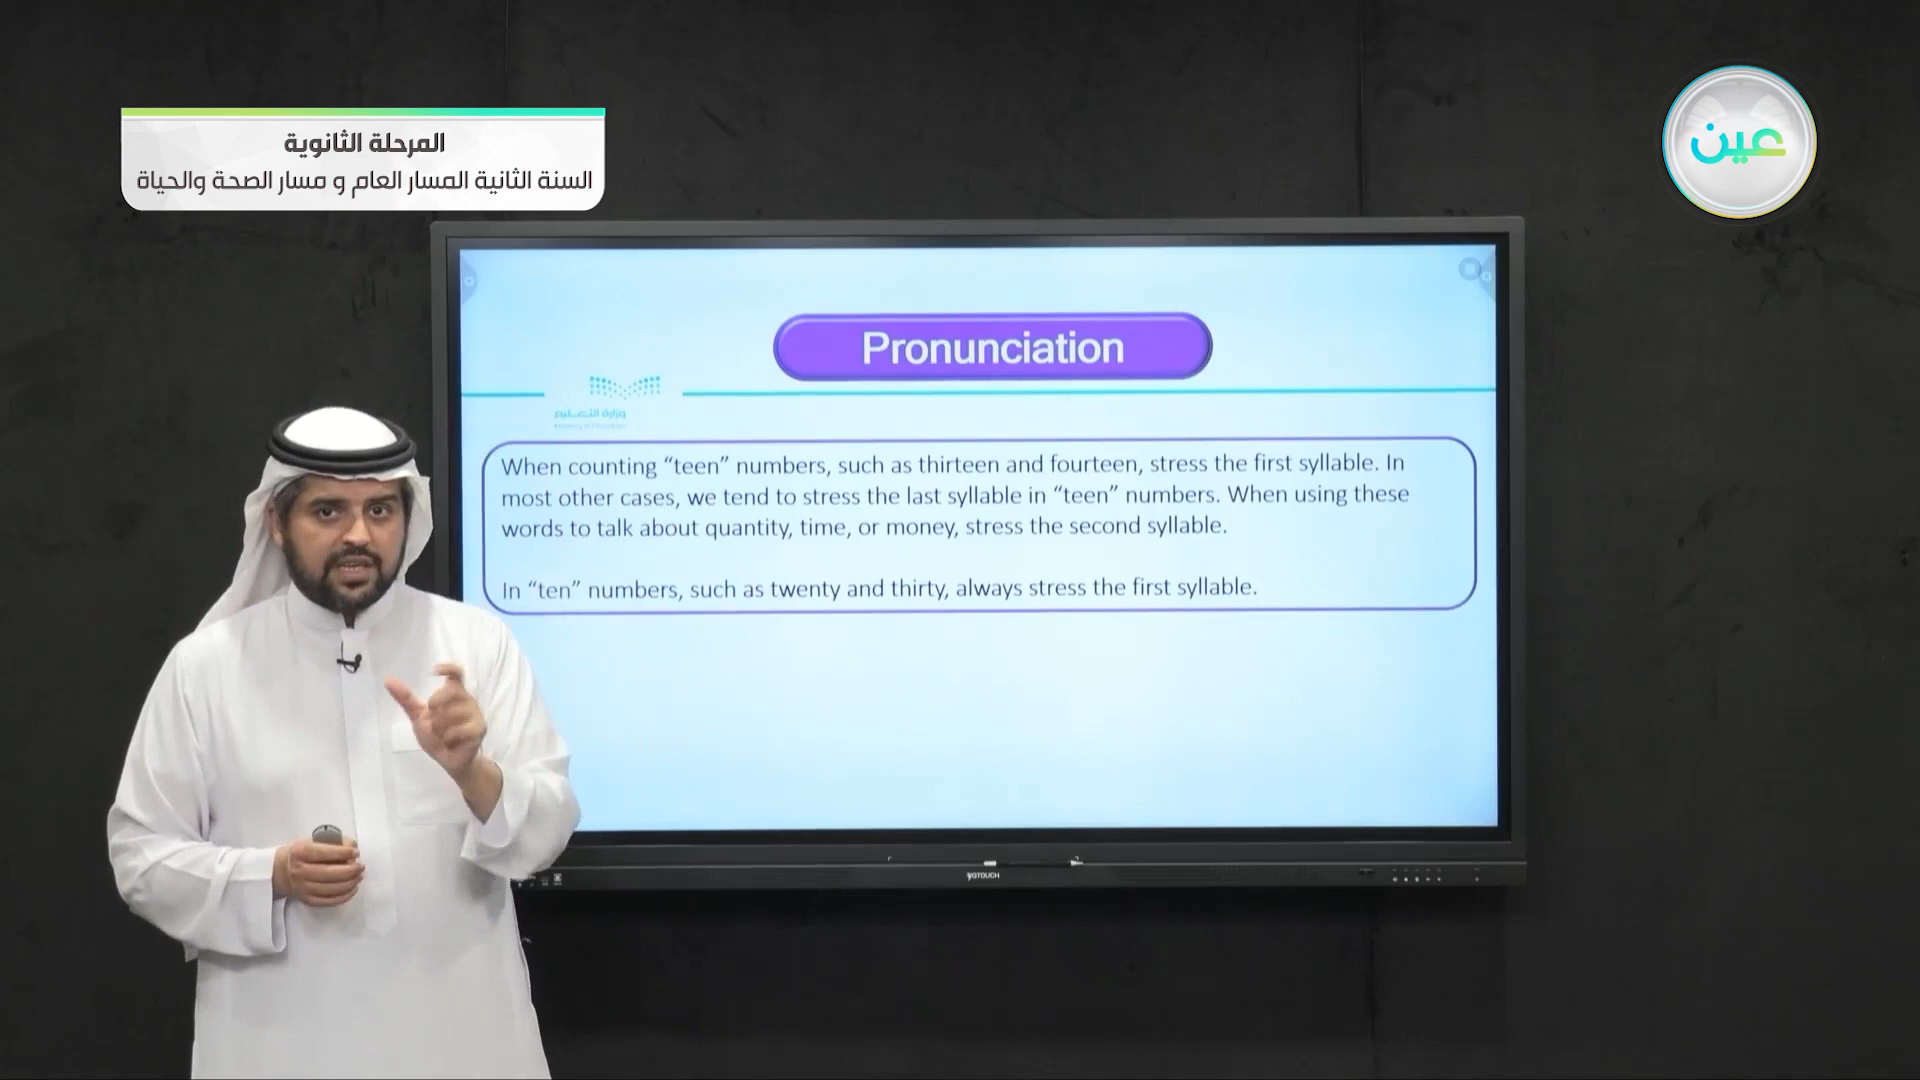 المرحلة الثانوية
السنة الثانية المسار العام و مسار الصحة والحياة
عين
Pronunciation
وزارة التعليم
When counting “teen” numbers, such as thirteen and fourteen, stress the first syllable. In
most other cases, we tend to stress the last syllable in “teen” numbers. When using these
words to talk about quantity, time, or money, stress the second syllable.
In “ten” numbers, such as twenty and thirty, always stress the first syllable.